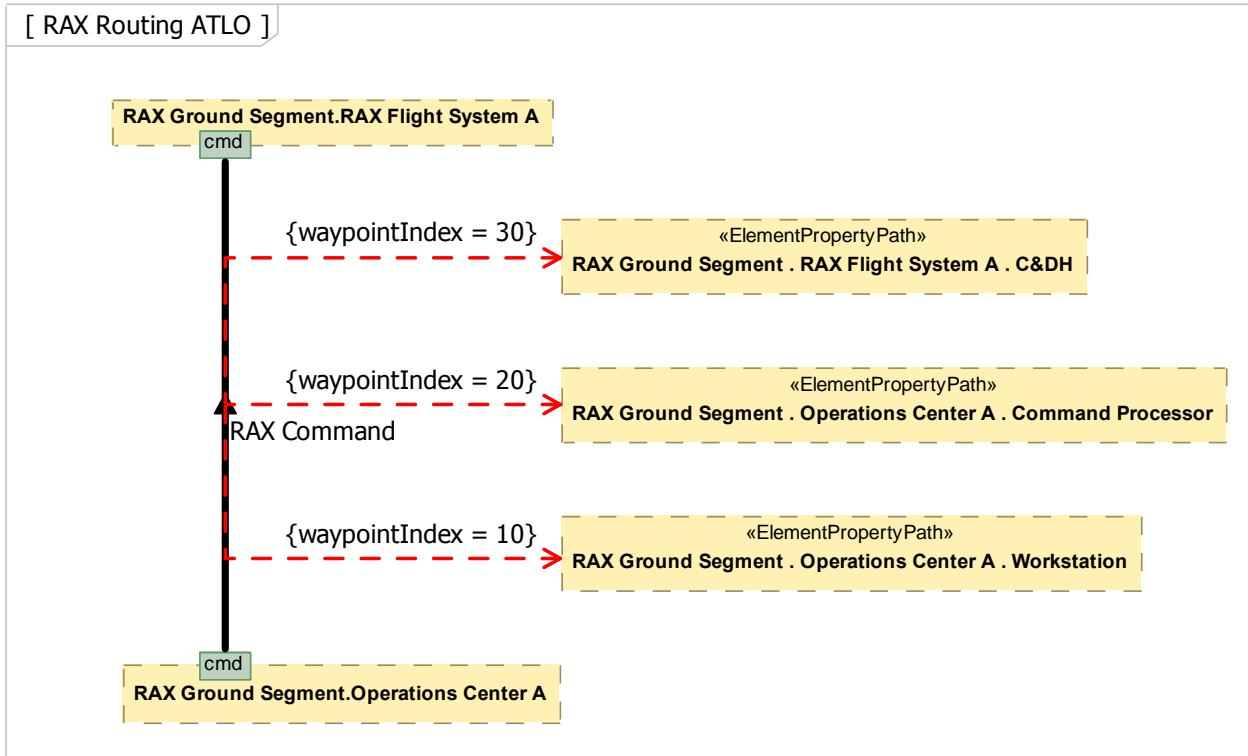 [ RAX Routing ATLO ]
RAX Ground Segment.RAX Flight System A
cmd
{waypointIndex = 30}
«ElementPropertyPath»
RAX Ground Segment . RAX Flight System A . C&DH
{waypointIndex = 20}
«ElementPropertyPath»
RAX Ground Segment . Operations Center A . Command Processor
RAX Command
{waypointIndex = 10}
«ElementPropertyPath»
RAX Ground Segment . Operations Center A . Workstation
cmd
RAX Ground Segment.Operations Center A